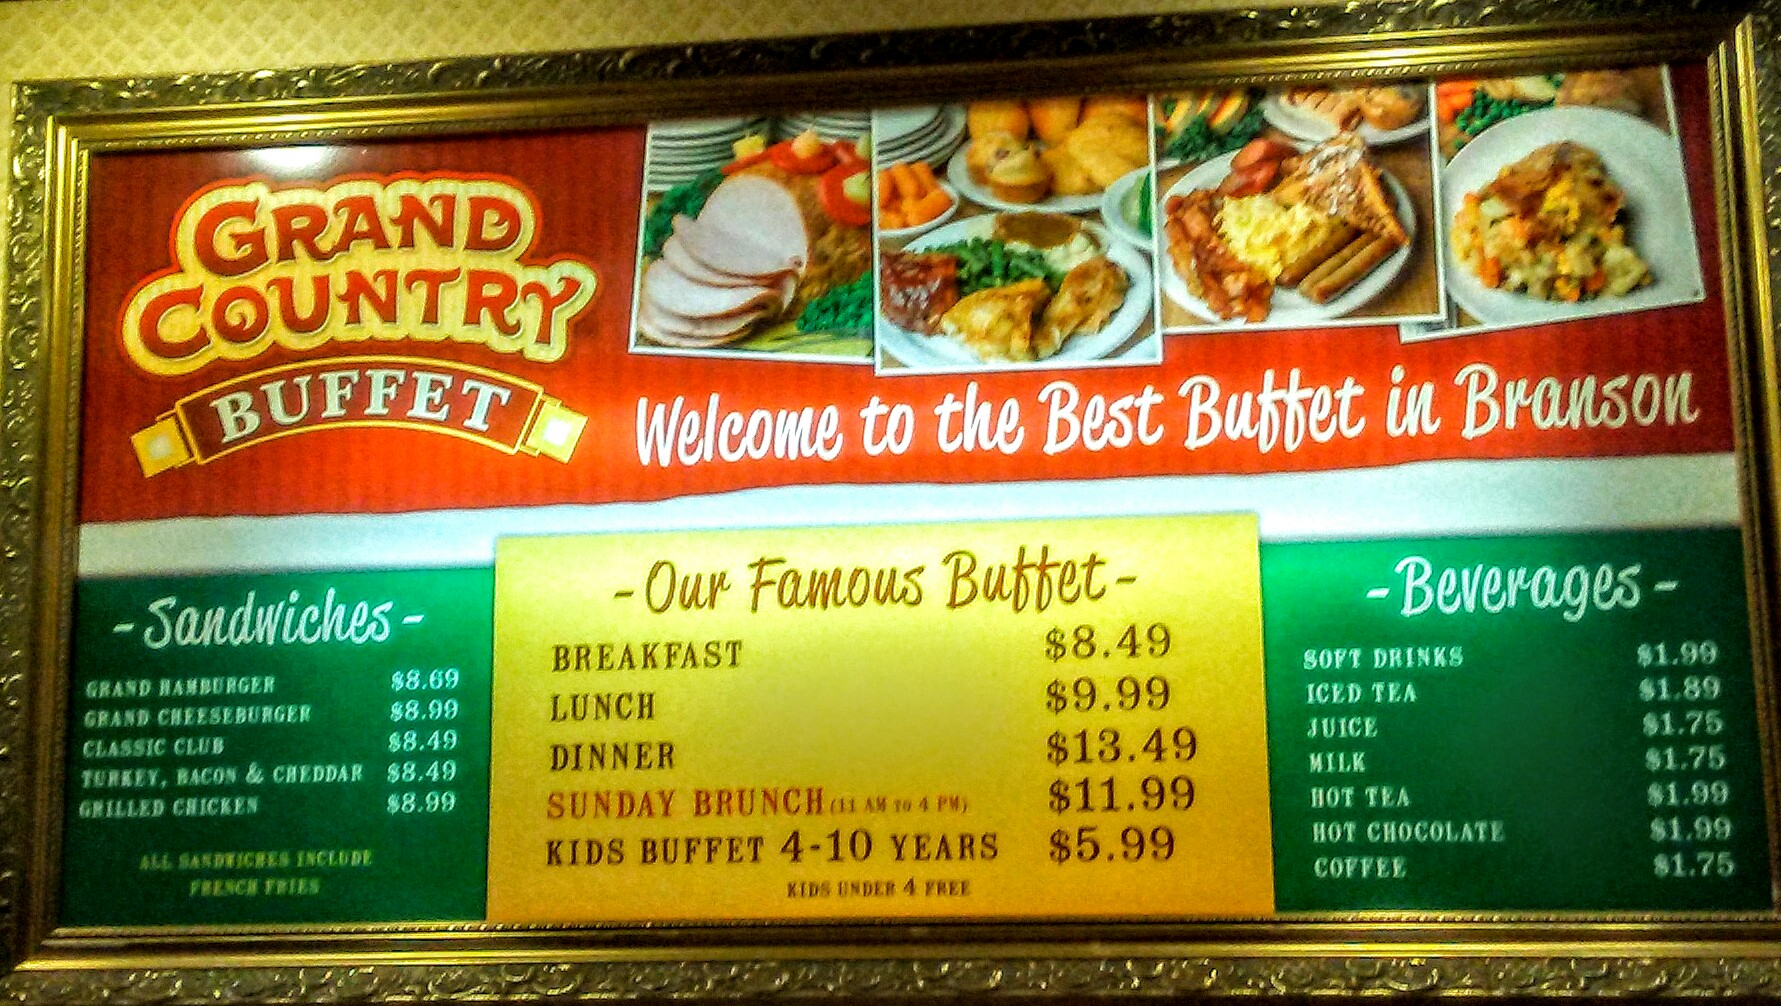 GRAND
COUNTRY
BUFFET
Welcome to the Best Buffet in Branson
-Sandwiches-
GRAND HAMBURGER $8.69
GRAND CHEESEBURGER $8.99
CLASSIC CLUB $8.49
TURKEY, BACON & CHEDDAR $8.49
GRILLED CHICKEN $8.99
ALL SANDWICHES INCLUDE
FRENCH FRIES
-Our Famous Buffet-
BREAKFAST $8.49
LUNCH $9.99
DINNER $13.49
SUNDAY BRUNCH (11 AM TO 4 PM) $11.99
KIDS BUFFET 4-10 YEARS $5.99
KIDS UNDER 4 FREE
-Beverages-
SOFT DRINKS $1.99
ICED TEA $1.89
JUICE $1.75
MILK $1.75
HOT TEA $1.99
HOT CHOCOLATE $1.99
COFFEE $1.75